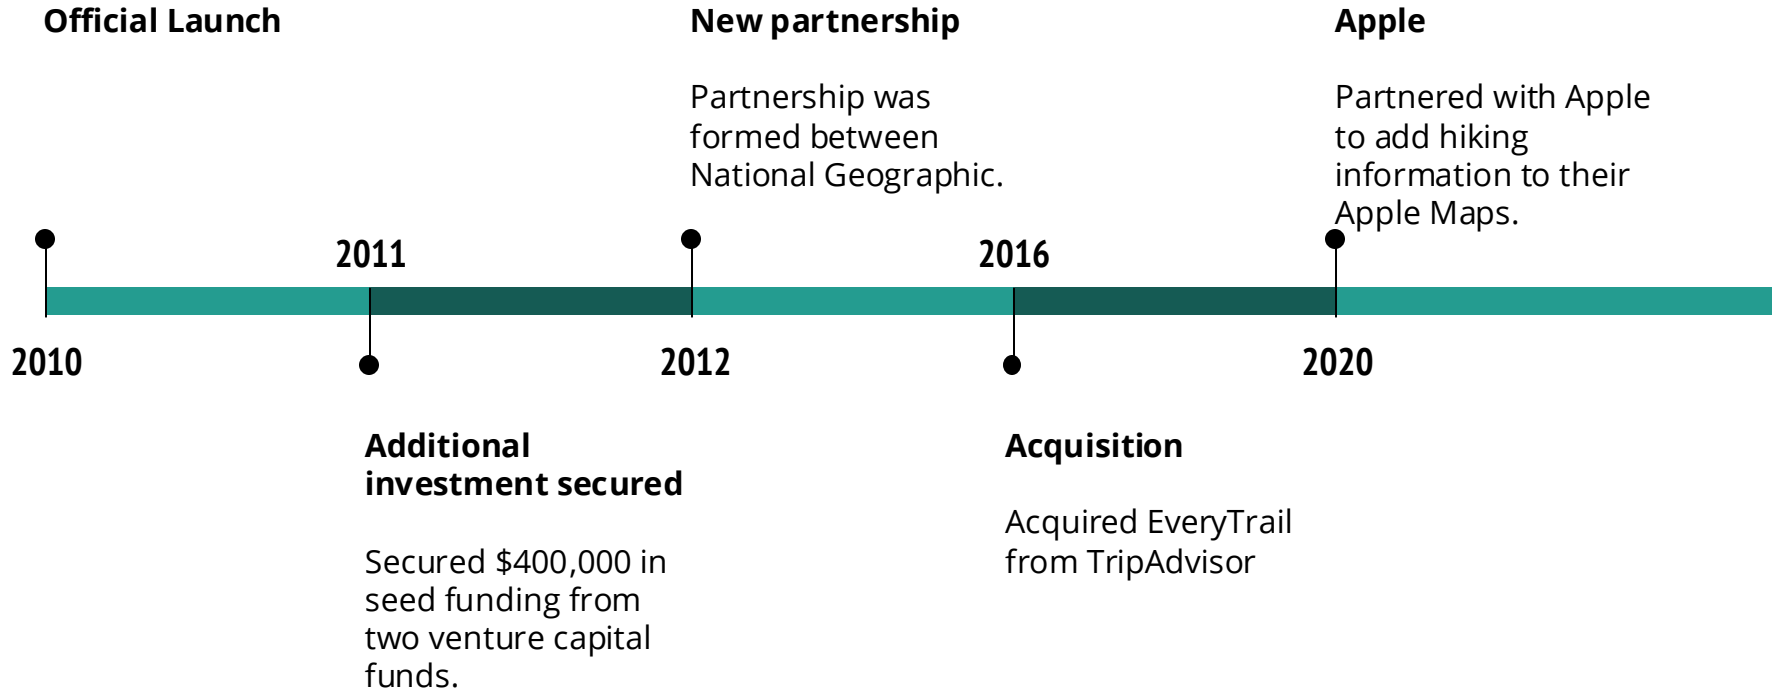 Official Launch
New partnership
Partnership was
formed between
National Geographic.
Apple
Partnered with Apple
to add hiking
information to their
Apple Maps.
2011
2016
2010
2012
2020
Additional
investment secured
Secured $400,000 in
seed funding from
two venture capital
funds.
Acquisition
Acquired EveryTrail
from TripAdvisor